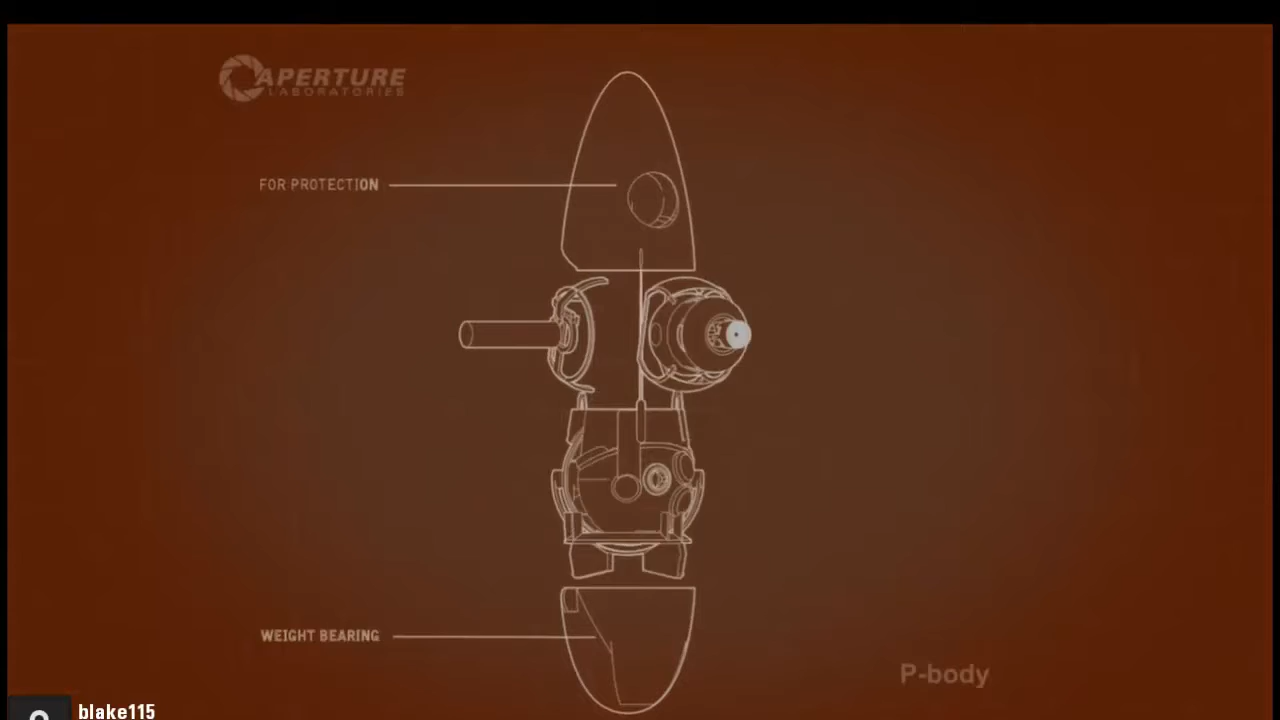 APERTURE
LABORATORIES
FOR PROTECTION
WEIGHT BEARING
P-body
blake115